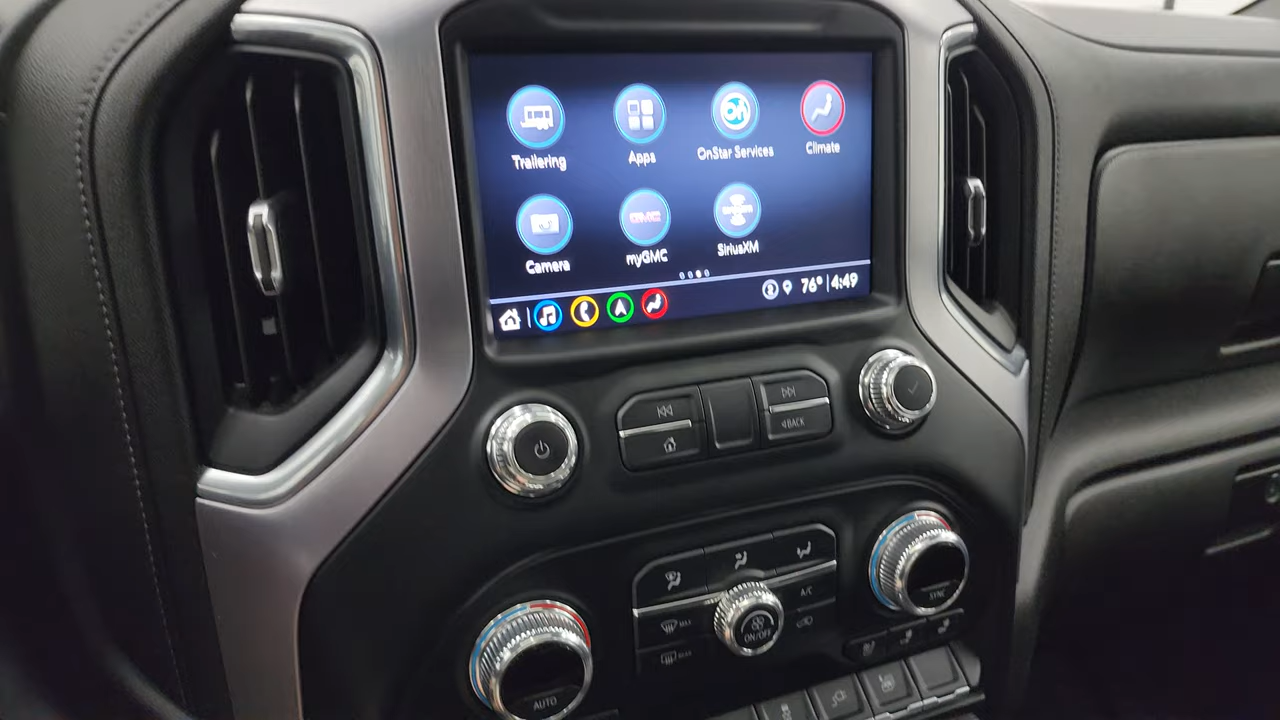 Trailering
Apps
OnStar Services
Climate
Camera
myGMC
SiriusXM
76° 4:49
BACK
A/C
MAX
ON/OFF
SYNC
AUTO